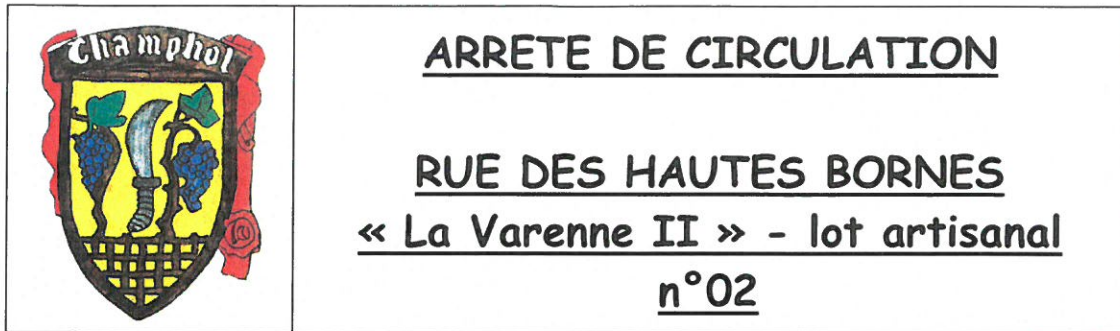 Champhol
ARRETE DE CIRCULATION
RUE DES HAUTES BORNES
« La Varenne II » - lot artisanal
n°02